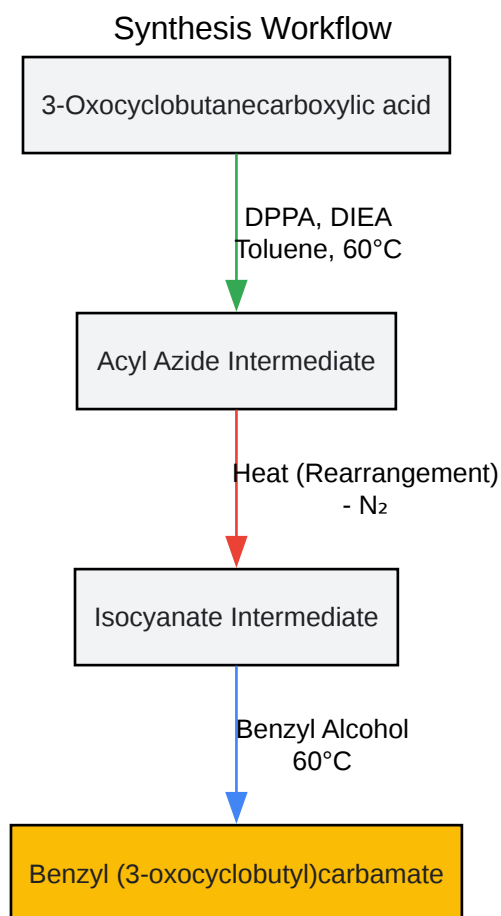 Synthesis Workflow
3-Oxocyclobutanecarboxylic acid
DPPA, DIEA
Toluene, 60°C
Acyl Azide Intermediate
Heat (Rearrangement)
- N₂
Isocyanate Intermediate
Benzyl Alcohol
60°C
Benzyl (3-oxocyclobutyl)carbamate